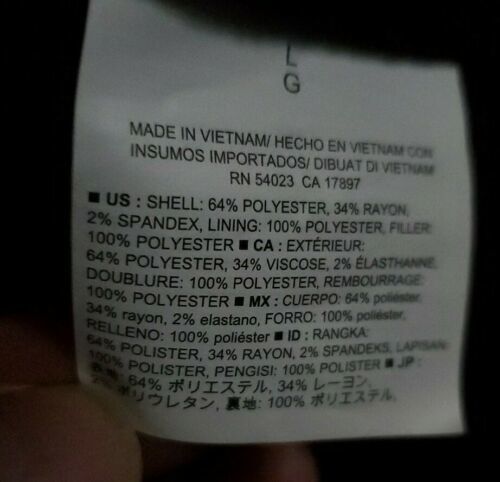 L
G
MADE IN VIETNAM/ HECHO EN VIETNAM CON
INSUMOS IMPORTADOS/ DIBUAT DI VIETNAM
RN 54023 CA 17897
■ US : SHELL: 64% POLYESTER, 34% RAYON,
2% SPANDEX, LINING: 100% POLYESTER, FILLER:
100% POLYESTER ■ CA : EXTÉRIEUR:
64% POLYESTER, 34% VISCOSE, 2% ÉLASTHANNE,
DOUBLURE: 100% POLYESTER, REMBOURRAGE:
100% POLYESTER ■ MX : CUERPO: 64% poliéster,
34% rayon, 2% elastano, FORRO: 100% poliéster,
RELLENO: 100% poliéster ■ ID : RANGKA:
64% POLISTER, 34% RAYON, 2% SPANDEKS, LAPISAN:
100% POLISTER, PENGISI: 100% POLISTER ■ JP :
表地: 64% ポリエステル, 34% レーヨン,
2% ポリウレタン, 裏地: 100% ポリエステル,